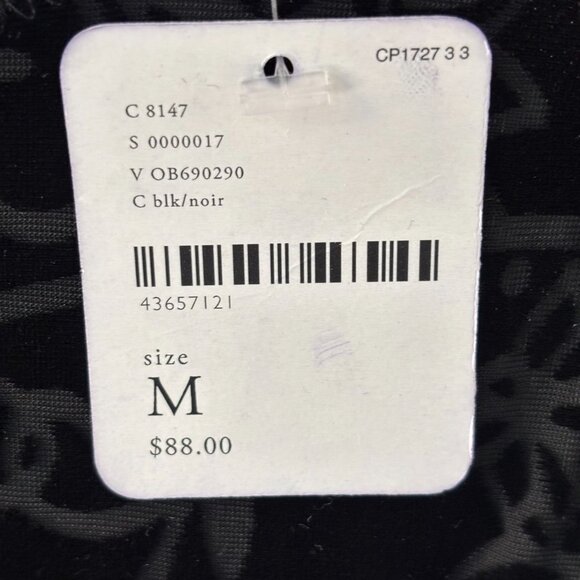 CP1727 3 3
C 8147
S 0000017
V OB690290
C blk/noir
43657121
size
M
$88.00